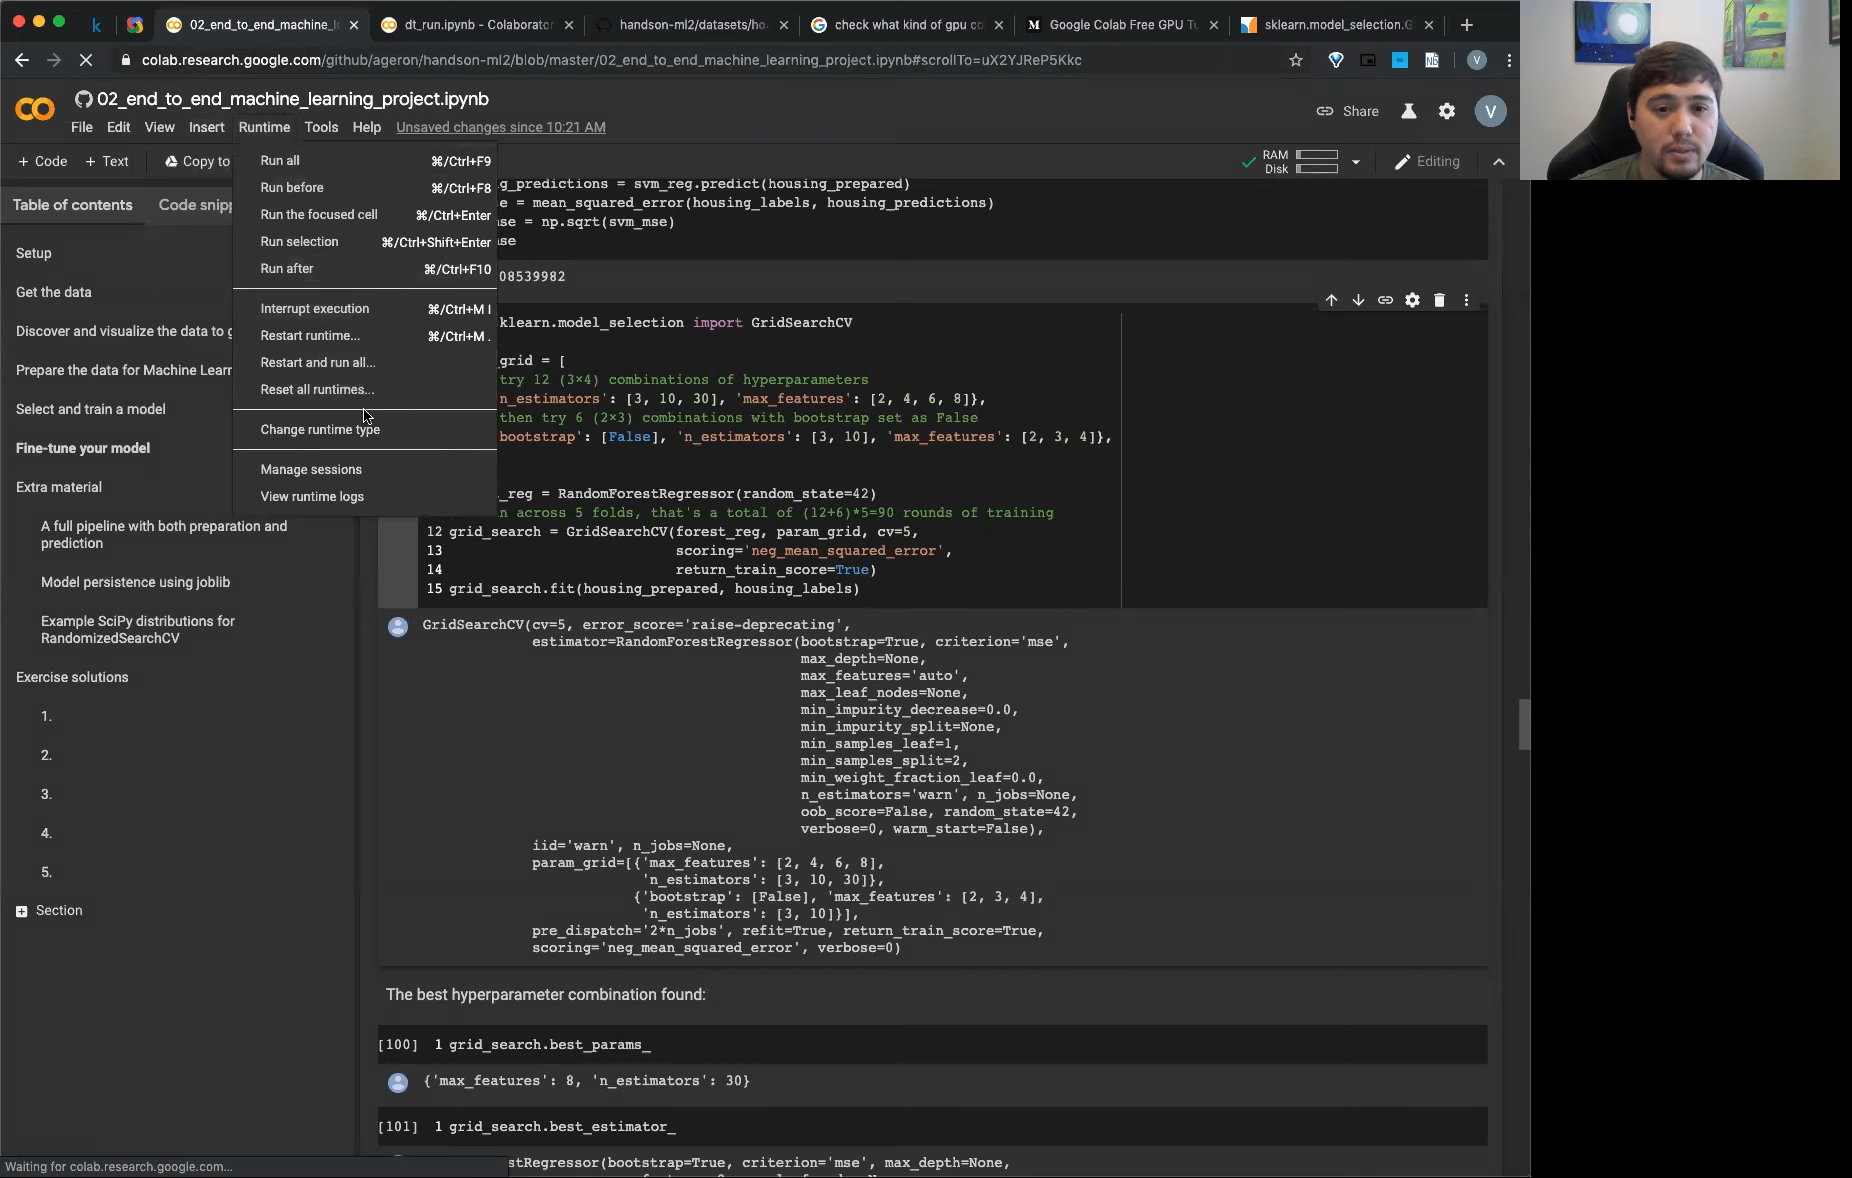 02_end_to_end_machine_le
dt_run.ipynb - Colaborator
handson-ml2/datasets/ho
check what kind of gpu co
Google Colab Free GPU Tu
sklearn.model_selection.G
colab.research.google.com/github/ageron/handson-ml2/blob/master/02_end_to_end_machine_learning_project.ipynb#scrollTo=uX2YJReP5Kkc
02_end_to_end_machine_learning_project.ipynb
File Edit View Insert Runtime Tools Help Unsaved changes since 10:21 AM
Share
V
+ Code + Text Copy to
RAM
Disk
Editing
Table of contents Code snipp
Setup
Get the data
Discover and visualize the data to g
Prepare the data for Machine Learn
Select and train a model
Fine-tune your model
Extra material
A full pipeline with both preparation and
prediction
Model persistence using joblib
Example SciPy distributions for
RandomizedSearchCV
Exercise solutions
1.
2.
3.
4.
5.
Section
Run all ⌘/Ctrl+F9
Run before ⌘/Ctrl+F8
Run the focused cell ⌘/Ctrl+Enter
Run selection ⌘/Ctrl+Shift+Enter
Run after ⌘/Ctrl+F10
Interrupt execution ⌘/Ctrl+M I
Restart runtime... ⌘/Ctrl+M .
Restart and run all...
Reset all runtimes...
Change runtime type
Manage sessions
View runtime logs
g_predictions = svm_reg.predict(housing_prepared)
e = mean_squared_error(housing_labels, housing_predictions)
se = np.sqrt(svm_mse)
se
08539982
klearn.model_selection import GridSearchCV
_grid = [
try 12 (3×4) combinations of hyperparameters
n_estimators': [3, 10, 30], 'max_features': [2, 4, 6, 8]},
then try 6 (2×3) combinations with bootstrap set as False
bootstrap': [False], 'n_estimators': [3, 10], 'max_features': [2, 3, 4]},
_reg = RandomForestRegressor(random_state=42)
n across 5 folds, that's a total of (12+6)*5=90 rounds of training
12 grid_search = GridSearchCV(forest_reg, param_grid, cv=5,
13 scoring='neg_mean_squared_error',
14 return_train_score=True)
15 grid_search.fit(housing_prepared, housing_labels)
GridSearchCV(cv=5, error_score='raise-deprecating',
estimator=RandomForestRegressor(bootstrap=True, criterion='mse',
max_depth=None,
max_features='auto',
max_leaf_nodes=None,
min_impurity_decrease=0.0,
min_impurity_split=None,
min_samples_leaf=1,
min_samples_split=2,
min_weight_fraction_leaf=0.0,
n_estimators='warn', n_jobs=None,
oob_score=False, random_state=42,
verbose=0, warm_start=False),
iid='warn', n_jobs=None,
param_grid=[{'max_features': [2, 4, 6, 8],
'n_estimators': [3, 10, 30]},
{'bootstrap': [False], 'max_features': [2, 3, 4],
'n_estimators': [3, 10]}],
pre_dispatch='2*n_jobs', refit=True, return_train_score=True,
scoring='neg_mean_squared_error', verbose=0)
The best hyperparameter combination found:
[100] 1 grid_search.best_params_
{'max_features': 8, 'n_estimators': 30}
[101] 1 grid_search.best_estimator_
stRegressor(bootstrap=True, criterion='mse', max_depth=None,
Waiting for colab.research.google.com...